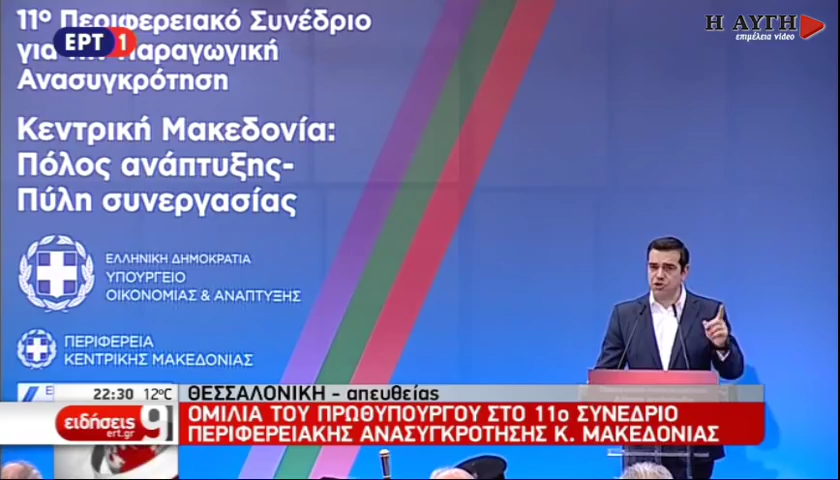 11ο Περιφερειακό Συνέδριο
για Παραγωγική
Ανασυγκρότηση
Κεντρική Μακεδονία:
Πόλος ανάπτυξης-
Πύλη συνεργασίας
ΕΛΛΗΝΙΚΗ ΔΗΜΟΚΡΑΤΙΑ
ΥΠΟΥΡΓΕΙΟ
ΟΙΚΟΝΟΜΙΑΣ & ΑΝΑΠΤΥΞΗΣ
ΠΕΡΙΦΕΡΕΙΑ
ΚΕΝΤΡΙΚΗΣ ΜΑΚΕΔΟΝΙΑΣ
ΕΡΤ 1
Η ΑΥΓΗ
επιμέλεια video
22:30 12°C
ΘΕΣΣΑΛΟΝΙΚΗ - απευθείας
ειδήσεις 9
ert.gr
ΟΜΙΛΙΑ ΤΟΥ ΠΡΩΘΥΠΟΥΡΓΟΥ ΣΤΟ 11ο ΣΥΝΕΔΡΙΟ
ΠΕΡΙΦΕΡΕΙΑΚΗΣ ΑΝΑΣΥΓΚΡΟΤΗΣΗΣ Κ. ΜΑΚΕΔΟΝΙΑΣ